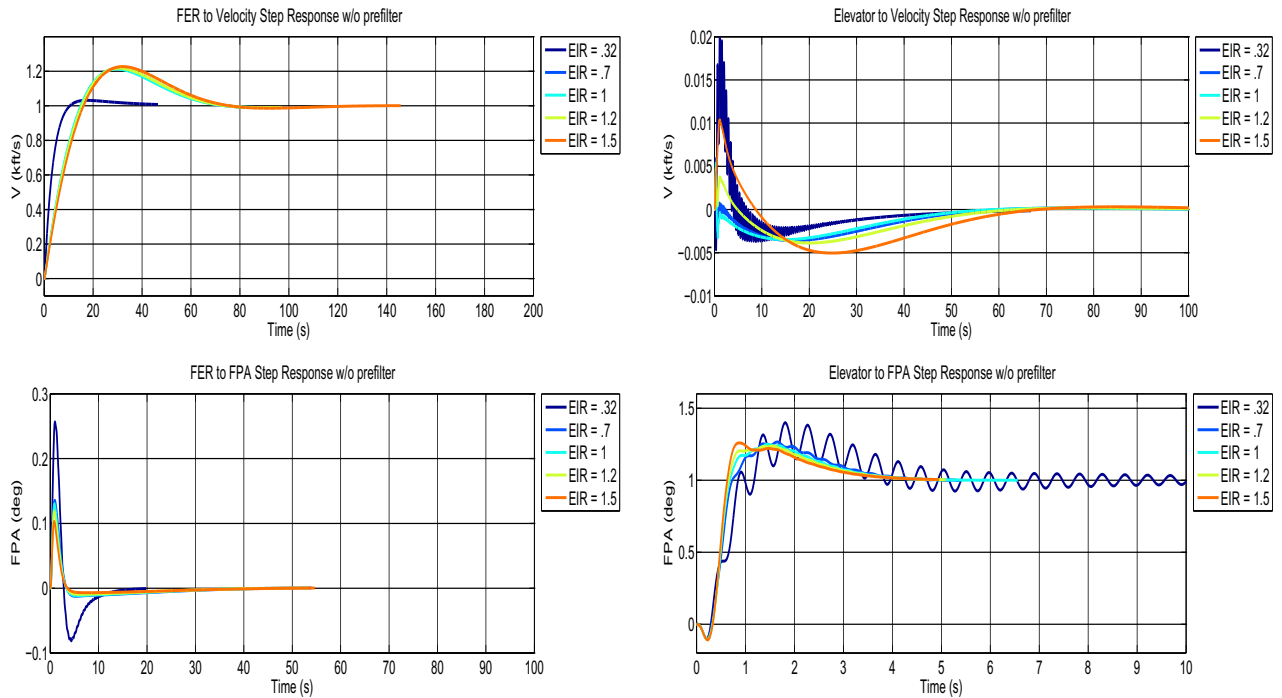 FER to Velocity Step Response w/o prefilter
V (kft/s)
1.2
1
0.8
0.6
0.4
0.2
0
0 20 40 60 80 100 120 140 160 180 200
Time (s)
EIR = .32
EIR = .7
EIR = 1
EIR = 1.2
EIR = 1.5
Elevator to Velocity Step Response w/o prefilter
V (kft/s)
0.02
0.015
0.01
0.005
0
−0.005
−0.01
0 10 20 30 40 50 60 70 80 90 100
Time (s)
EIR = .32
EIR = .7
EIR = 1
EIR = 1.2
EIR = 1.5
FER to FPA Step Response w/o prefilter
FPA (deg)
0.3
0.2
0.1
0
−0.1
0 10 20 30 40 50 60 70 80 90 100
Time (s)
EIR = .32
EIR = .7
EIR = 1
EIR = 1.2
EIR = 1.5
Elevator to FPA Step Response w/o prefilter
FPA (deg)
1.5
1
0.5
0
0 1 2 3 4 5 6 7 8 9 10
Time (s)
EIR = .32
EIR = .7
EIR = 1
EIR = 1.2
EIR = 1.5